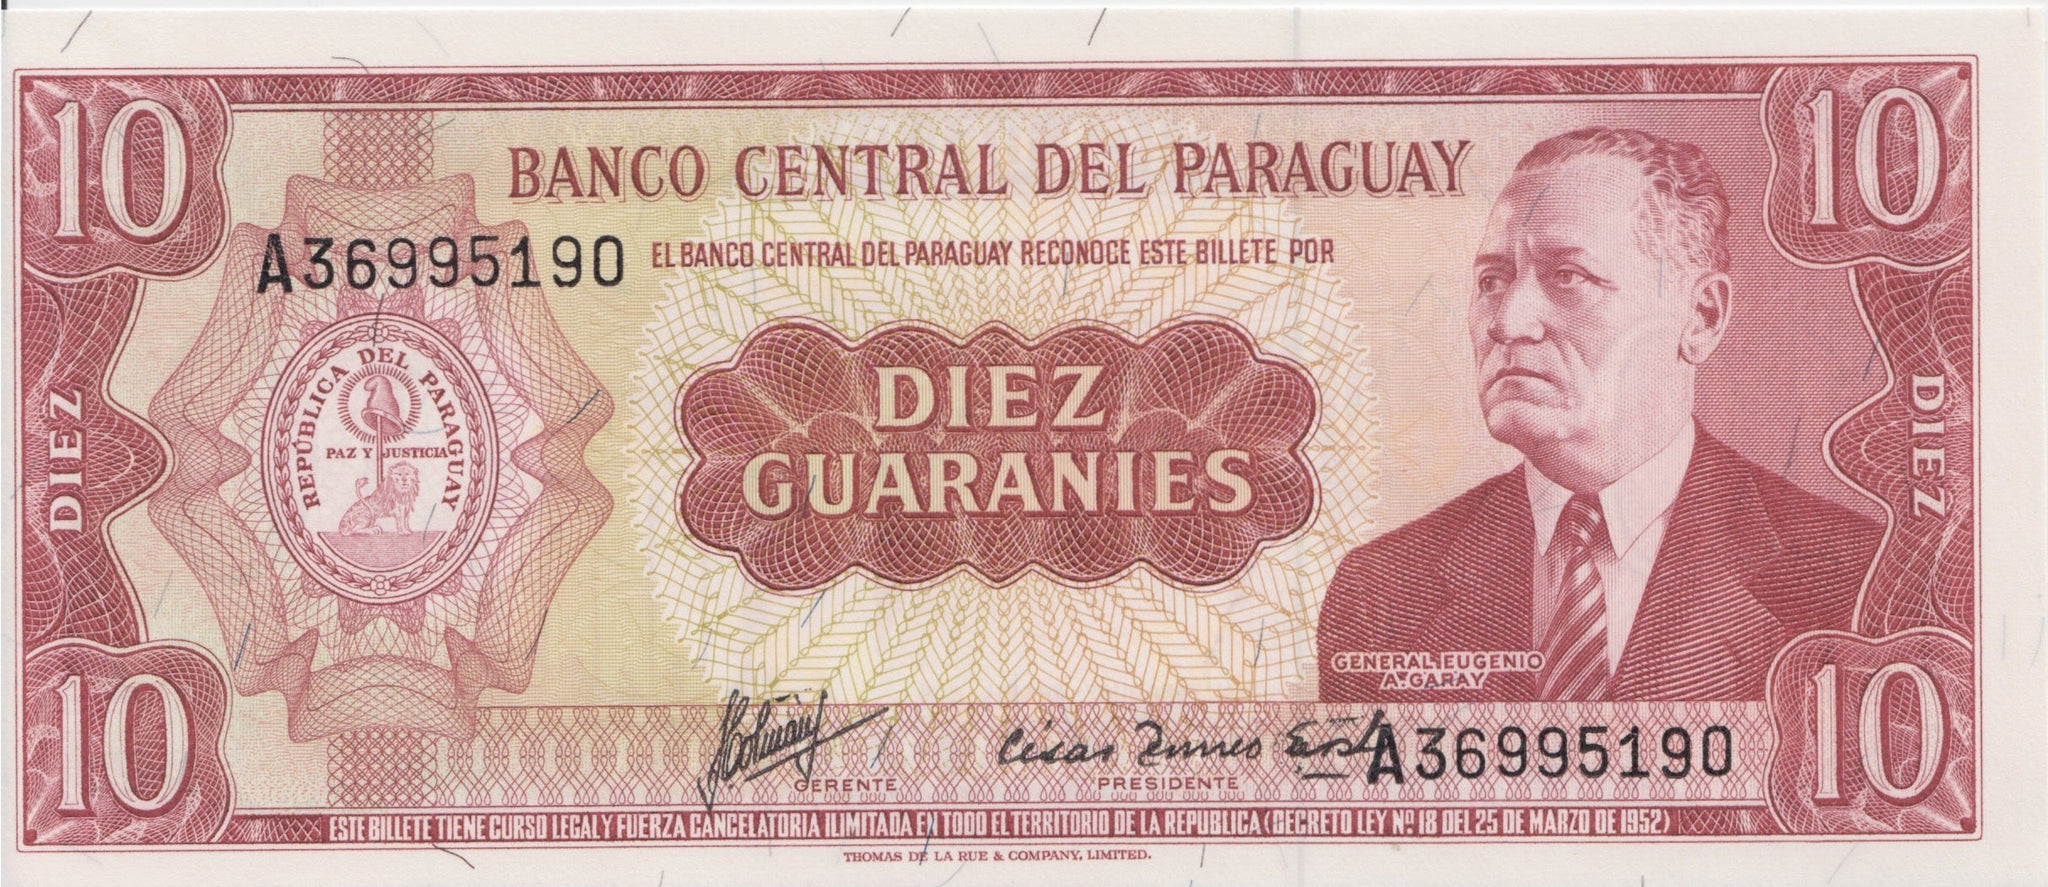 10
10
BANCO CENTRAL DEL PARAGUAY
A36995190
EL BANCO CENTRAL DEL PARAGUAY RECONOCE ESTE BILLETE POR
REPÚBLICA DEL PARAGUAY
PAZ Y JUSTICIA
DIEZ
DIEZ
GUARANIES
DIEZ
GENERAL EUGENIO
A. GARAY
10
César
A36995190
10
GERENTE
PRESIDENTE
ESTE BILLETE TIENE CURSO LEGAL Y FUERZA CANCELATORIA ILIMITADA EN TODO EL TERRITORIO DE LA REPUBLICA (DECRETO LEY Nº 18 DEL 25 DE MARZO DE 1952)
THOMAS DE LA RUE & COMPANY, LIMITED.